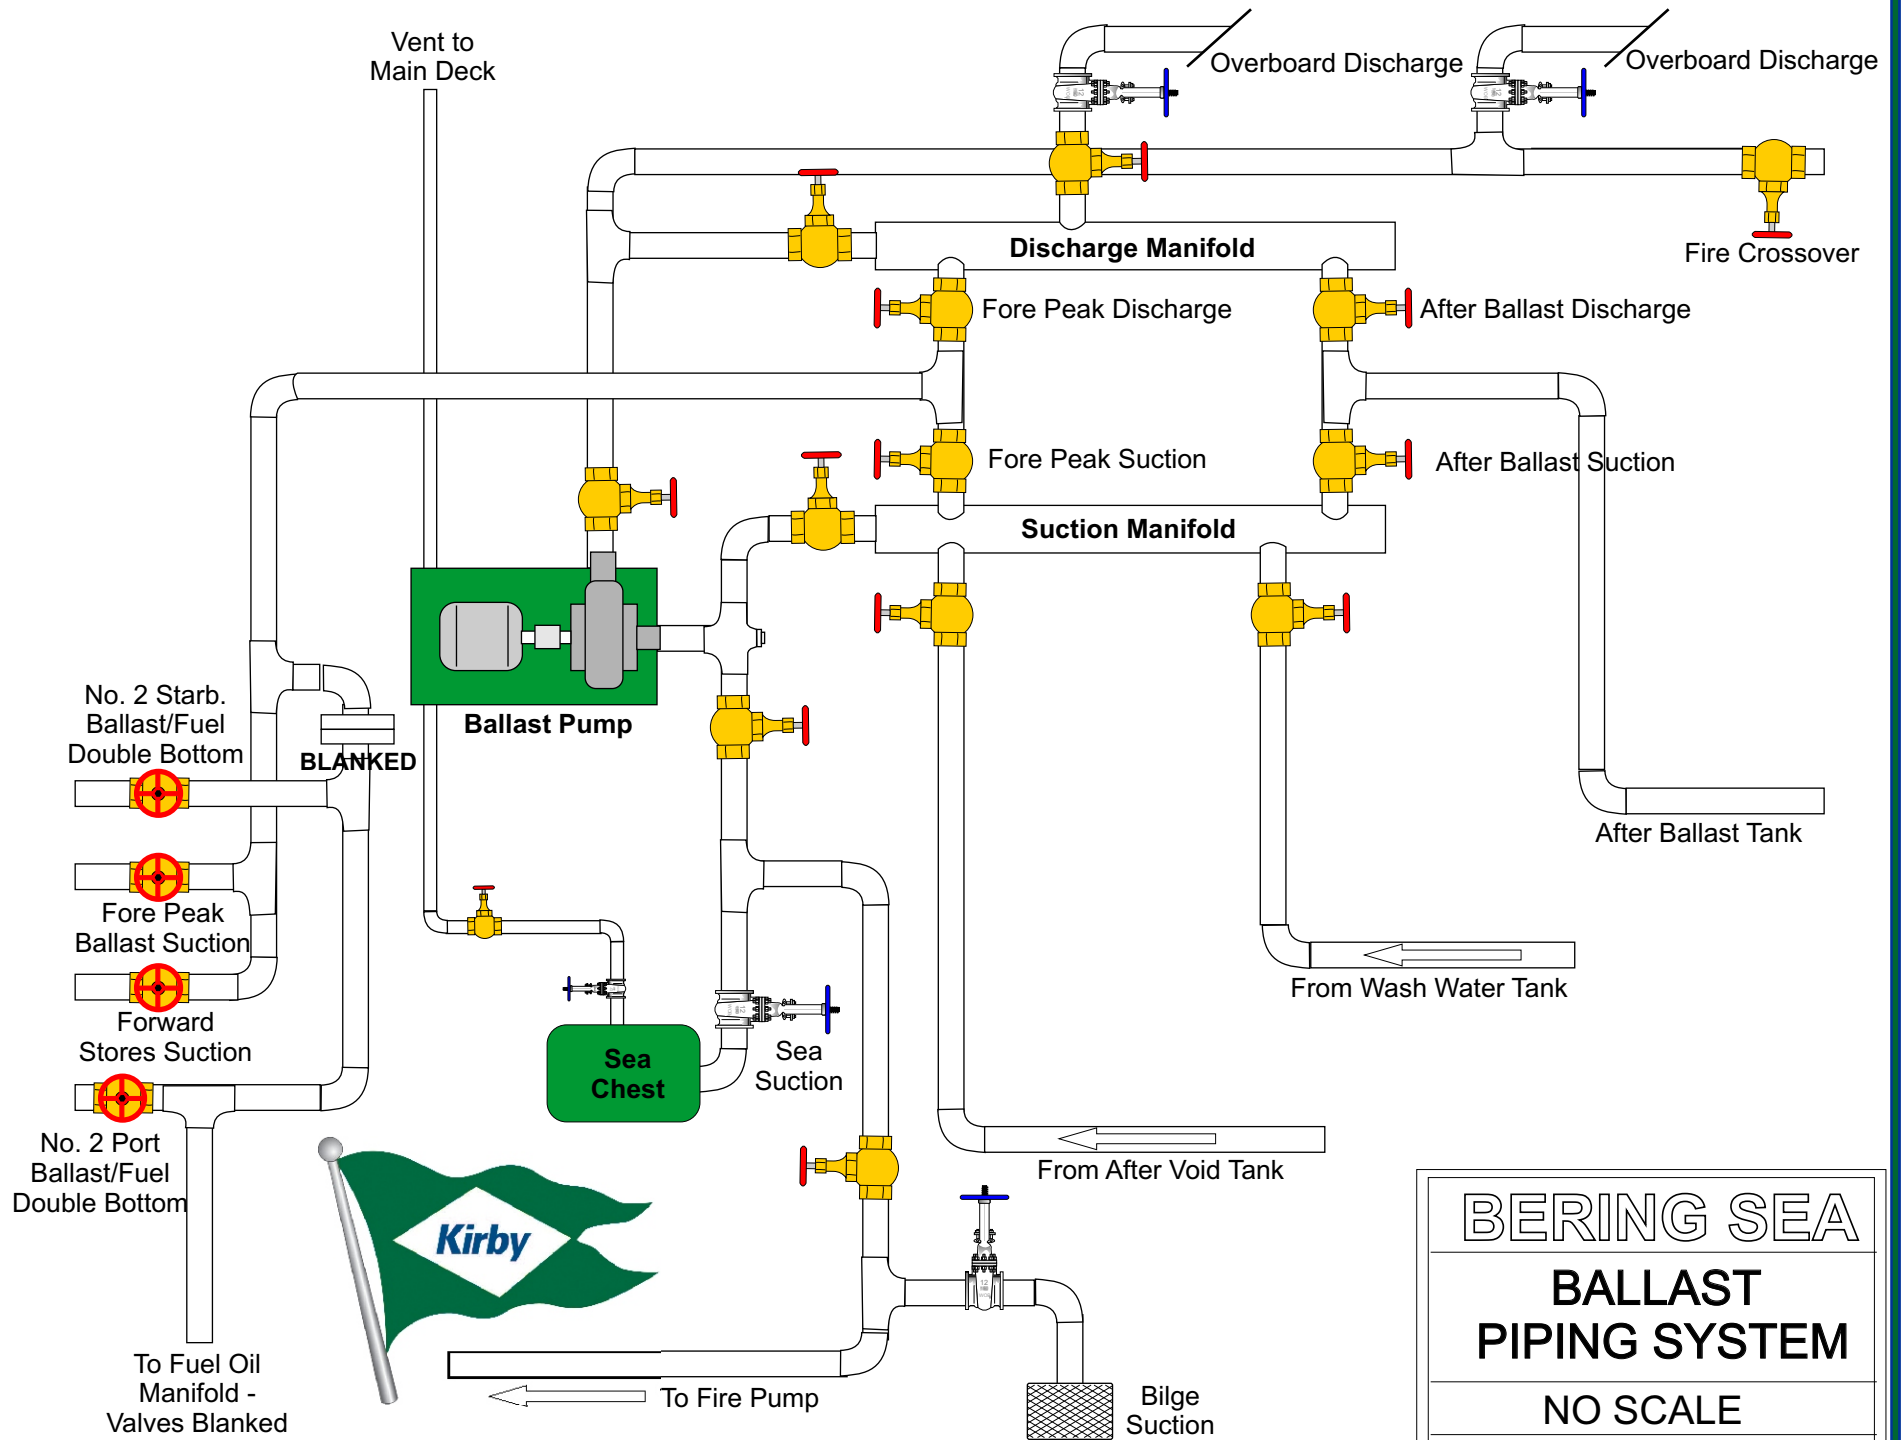 Vent to
Main Deck
Overboard Discharge
Overboard Discharge
Discharge Manifold
Fire Crossover
Fore Peak Discharge
After Ballast Discharge
Fore Peak Suction
After Ballast Suction
Suction Manifold
No. 2 Starb.
Ballast/Fuel
Double Bottom
BLANKED
Ballast Pump
After Ballast Tank
Fore Peak
Ballast Suction
From Wash Water Tank
Forward
Stores Suction
Sea
Chest
Sea
Suction
No. 2 Port
Ballast/Fuel
Double Bottom
From After Void Tank
Kirby
BERING SEA
BALLAST
PIPING SYSTEM
NO SCALE
To Fuel Oil
Manifold -
Valves Blanked
To Fire Pump
Bilge
Suction